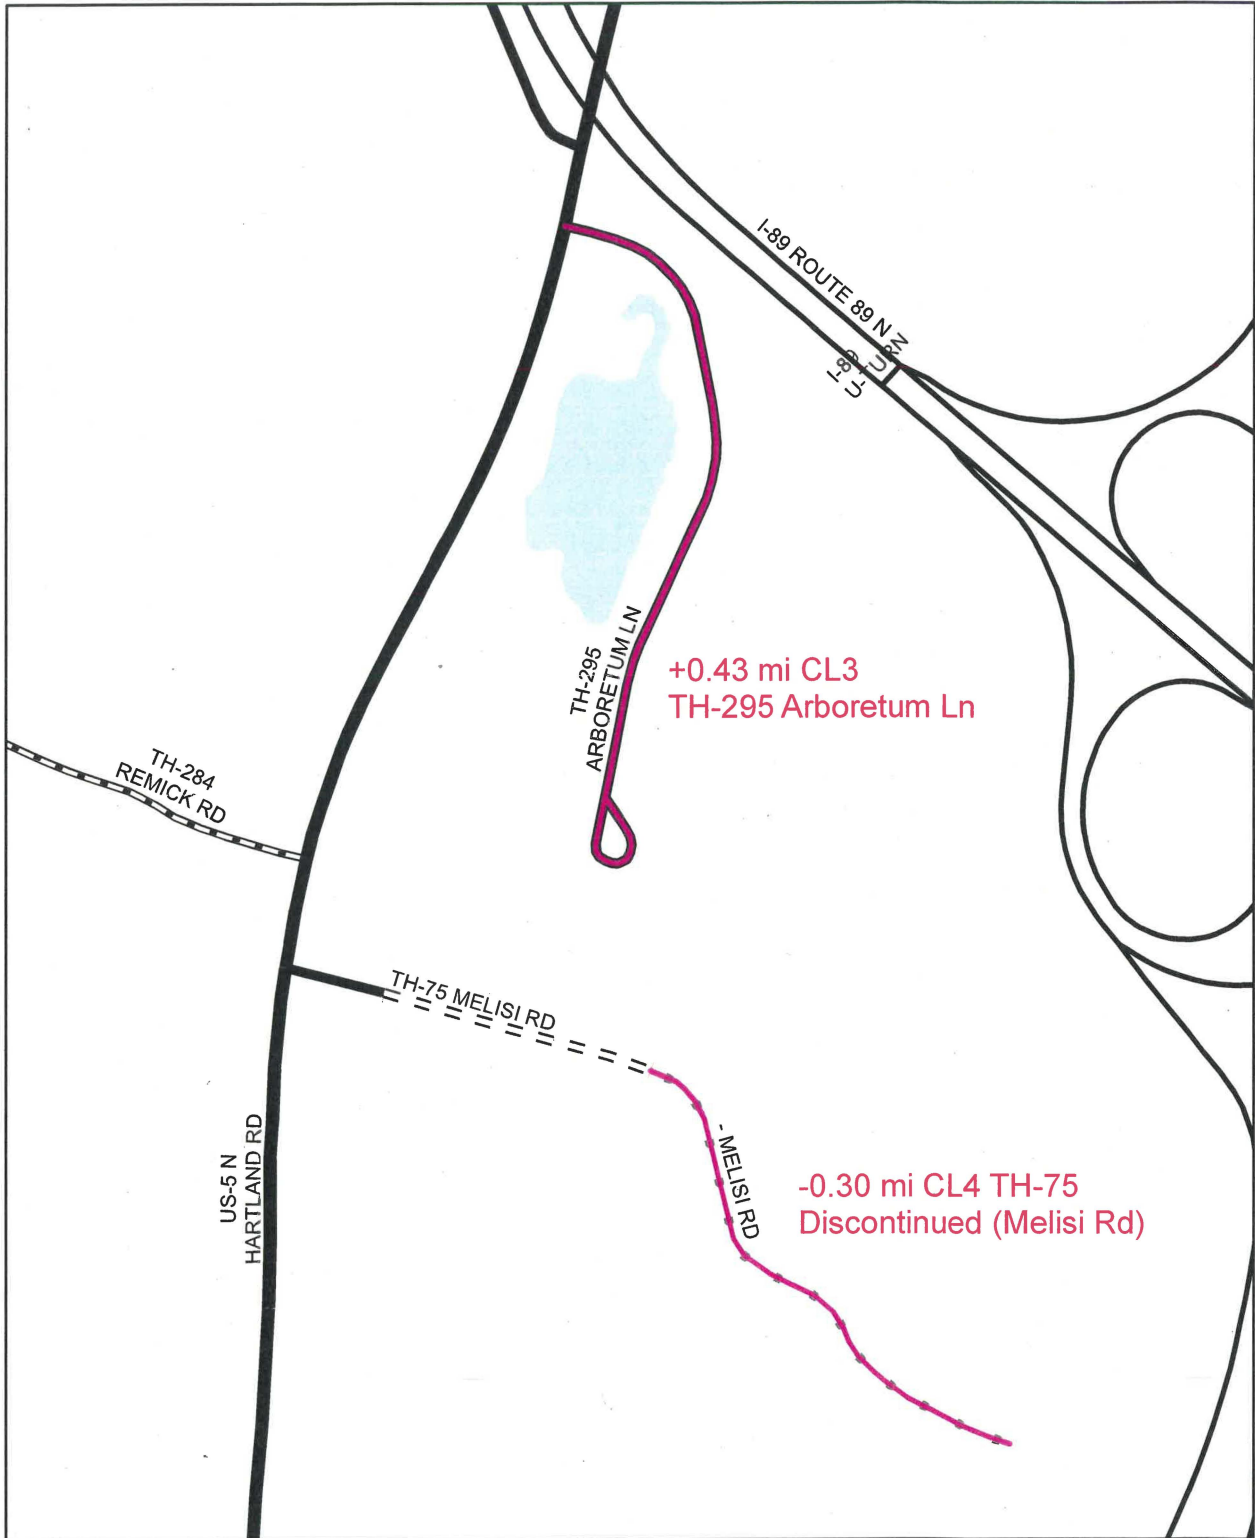 I-89 ROUTE 89 N
I-89
U-TURN
TH-295
ARBORETUM LN
+0.43 mi CL3
TH-295 Arboretum Ln
TH-284
REMICK RD
TH-75 MELISI RD
US-5 N
HARTLAND RD
- MELISI RD
-0.30 mi CL4 TH-75
Discontinued (Melisi Rd)